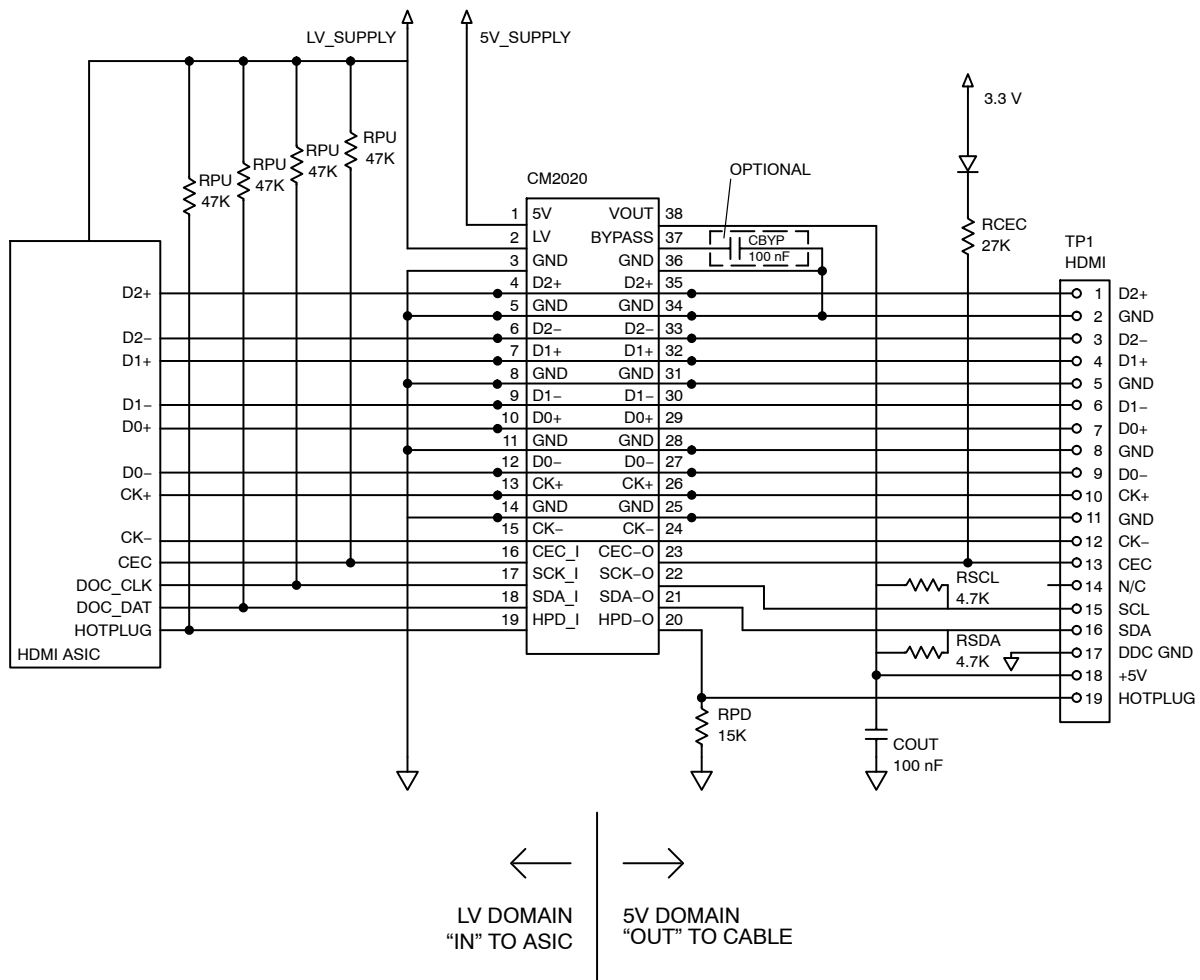 LV_SUPPLY
5V_SUPPLY
3.3 V
RPU
47K
RPU
47K
RPU
47K
RPU
47K
OPTIONAL
CM2020
CBYP
100 nF
RCEC
27K
TP1
HDMI
1 5V VOUT 38
2 LV BYPASS 37
3 GND GND 36
4 D2+ D2+ 35
5 GND GND 34
6 D2− D2− 33
7 D1+ D1+ 32
8 GND GND 31
9 D1− D1− 30
10 D0+ D0+ 29
11 GND GND 28
12 D0− D0− 27
13 CK+ CK+ 26
14 GND GND 25
15 CK− CK− 24
16 CEC_I CEC−O 23
17 SCK_I SCK−O 22
18 SDA_I SDA−O 21
19 HPD_I HPD−O 20
D2+
D2−
D1+
D1−
D0+
D0−
CK+
CK−
CEC
DOC_CLK
DOC_DAT
HOTPLUG
HDMI ASIC
1 D2+
2 GND
3 D2−
4 D1+
5 GND
6 D1−
7 D0+
8 GND
9 D0−
10 CK+
11 GND
12 CK−
13 CEC
14 N/C
15 SCL
16 SDA
17 DDC GND
18 +5V
19 HOTPLUG
RSCL
4.7K
RSDA
4.7K
RPD
15K
COUT
100 nF
LV DOMAIN
“IN” TO ASIC
5V DOMAIN
“OUT” TO CABLE